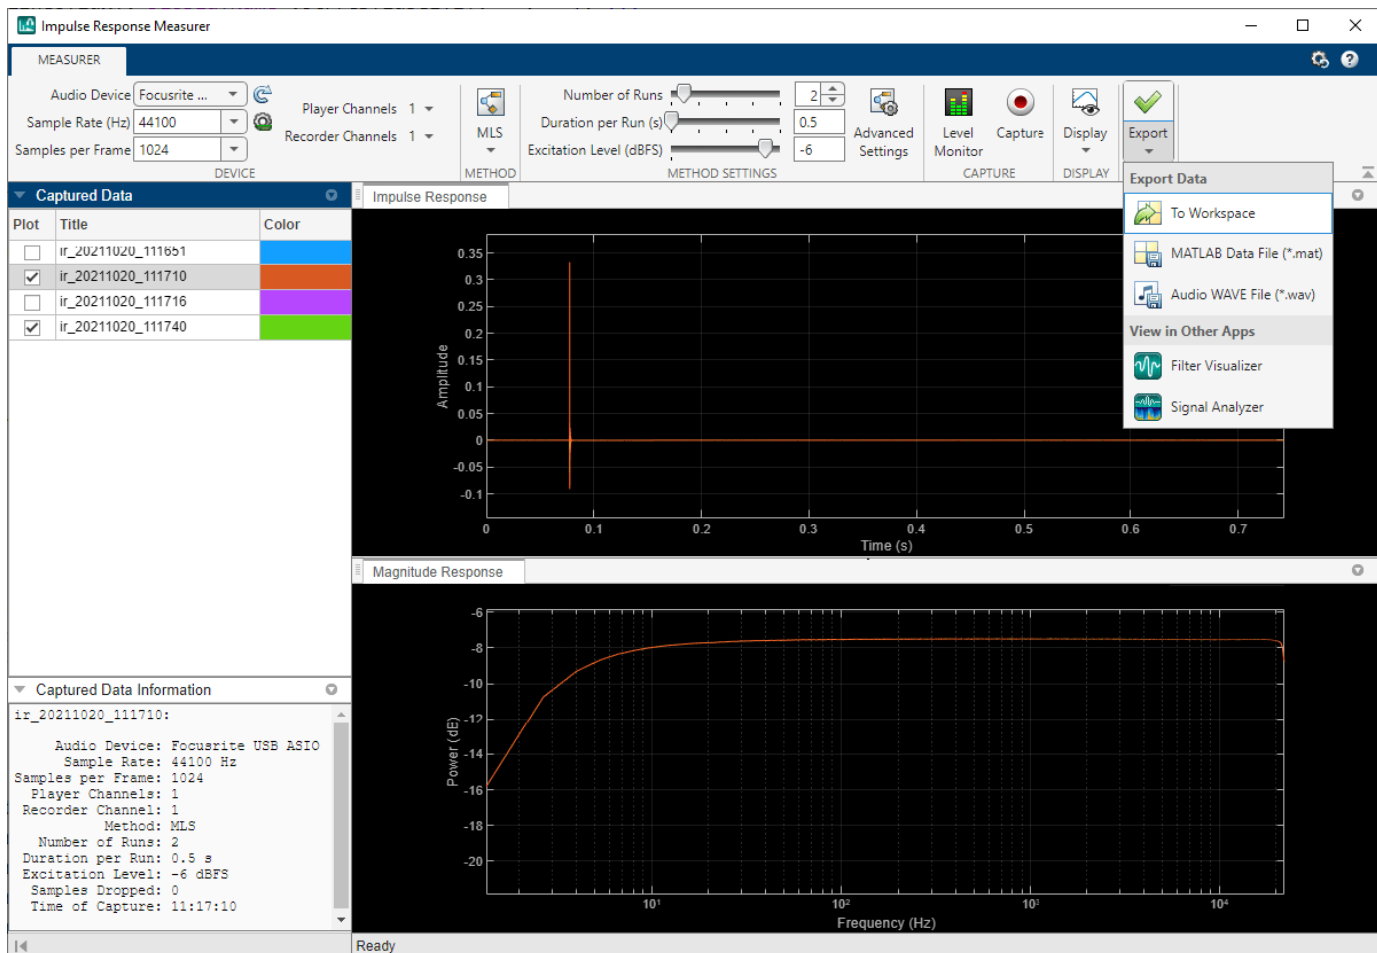 Impulse Response Measurer
MEASURER
Audio Device Focusrite ...
Sample Rate (Hz) 44100
Samples per Frame 1024
Player Channels 1
Recorder Channels 1
DEVICE
MLS
METHOD
Number of Runs 2
Duration per Run (s) 0.5
Excitation Level (dBFS) -6
Advanced Settings
METHOD SETTINGS
Level Monitor
Capture
CAPTURE
Display
DISPLAY
Export
Export Data
To Workspace
MATLAB Data File (*.mat)
Audio WAVE File (*.wav)
View in Other Apps
Filter Visualizer
Signal Analyzer
Captured Data
Plot Title Color
ir_20211020_111651
ir_20211020_111710
ir_20211020_111716
ir_20211020_111740
Impulse Response
0.35
0.3
0.25
0.2
0.15
0.1
0.05
0
-0.05
-0.1
Amplitude
0 0.1 0.2 0.3 0.4 0.5 0.6 0.7
Time (s)
Magnitude Response
-6
-8
-10
-12
-14
-16
-18
-20
Power (dB)
10¹ 10² 10³ 10⁴
Frequency (Hz)
Captured Data Information
ir_20211020_111710:
Audio Device: Focusrite USB ASIO
Sample Rate: 44100 Hz
Samples per Frame: 1024
Player Channels: 1
Recorder Channel: 1
Method: MLS
Number of Runs: 2
Duration per Run: 0.5 s
Excitation Level: -6 dBFS
Samples Dropped: 0
Time of Capture: 11:17:10
Ready